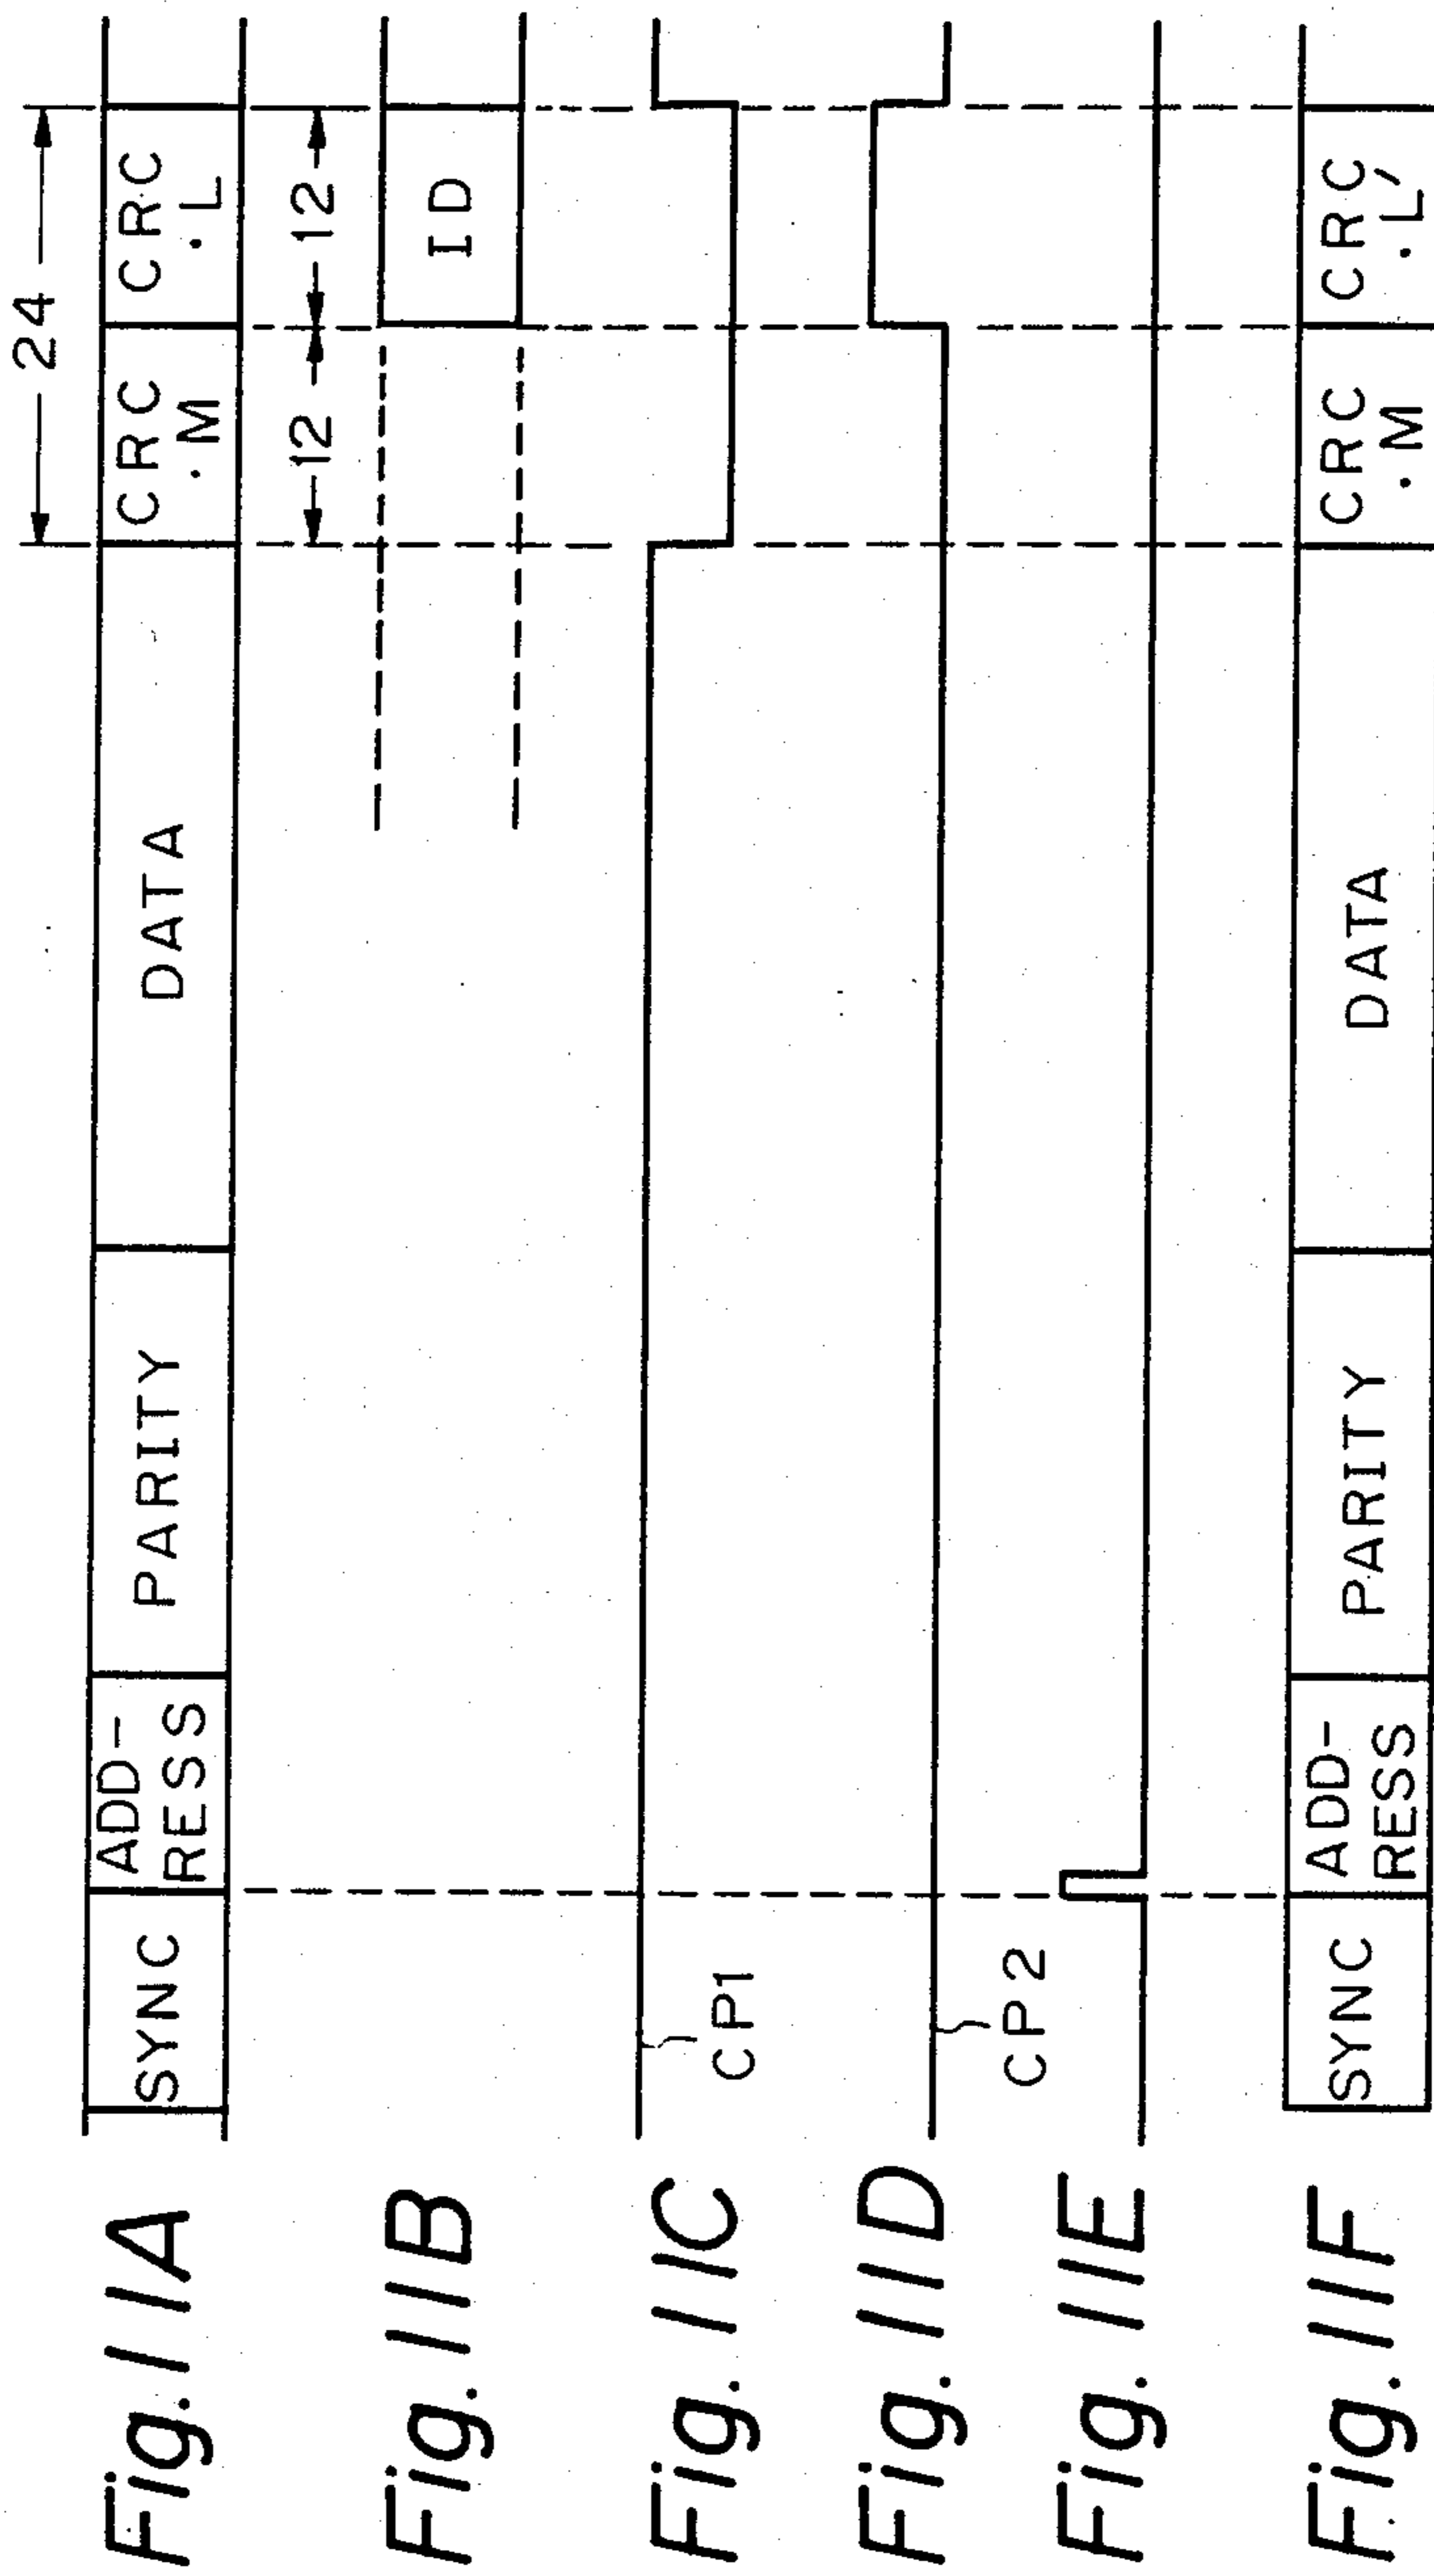 24
Fig. 11A
SYNC
ADD-
RESS
PARITY
DATA
CRC
.M
CRC
.L
12
12
Fig. 11B
ID
Fig. 11C
CP1
Fig. 11D
CP2
Fig. 11E
Fig. 11F
SYNC
ADD-
RESS
PARITY
DATA
CRC
.M
CRC
.L'